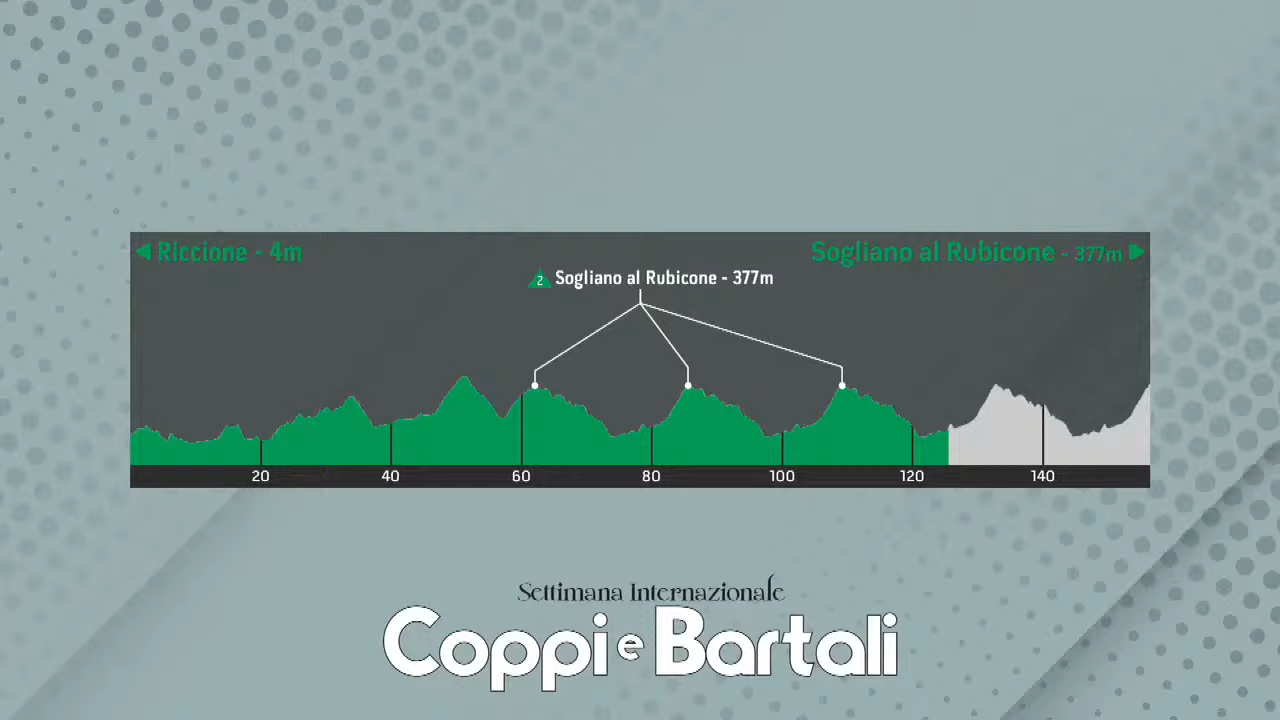 Riccione - 4m
Sogliano al Rubicone - 377m
2 Sogliano al Rubicone - 377m
20 40 60 80 100 120 140
Settimana Internazionale
Coppi e Bartali